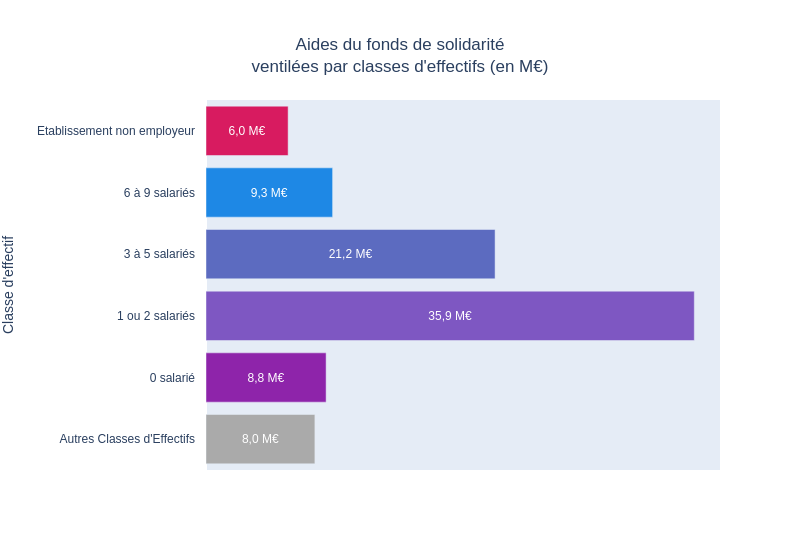 Aides du fonds de solidarité
ventilées par classes d'effectifs (en M€)
Classe d'effectif
Etablissement non employeur
6,0 M€
6 à 9 salariés
9,3 M€
3 à 5 salariés
21,2 M€
1 ou 2 salariés
35,9 M€
0 salarié
8,8 M€
Autres Classes d'Effectifs
8,0 M€